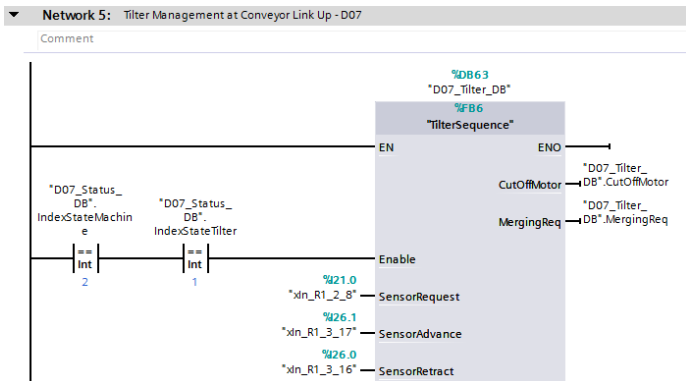 Network 5: Tilter Management at Conveyor Link Up - D07
Comment
%DB63
"D07_Tilter_DB"
%FB6
"TilterSequence"
EN
ENO
CutOffMotor
"D07_Tilter_
DB".CutOffMotor
MergingReq
"D07_Tilter_
DB".MergingReq
"D07_Status_
DB".
IndexStateMachin
e
==
Int
2
"D07_Status_
DB".
IndexStateTilter
==
Int
1
Enable
%I21.0
"xIn_R1_2_8"
SensorRequest
%I26.1
"xIn_R1_3_17"
SensorAdvance
%I26.0
"xIn_R1_3_16"
SensorRetract